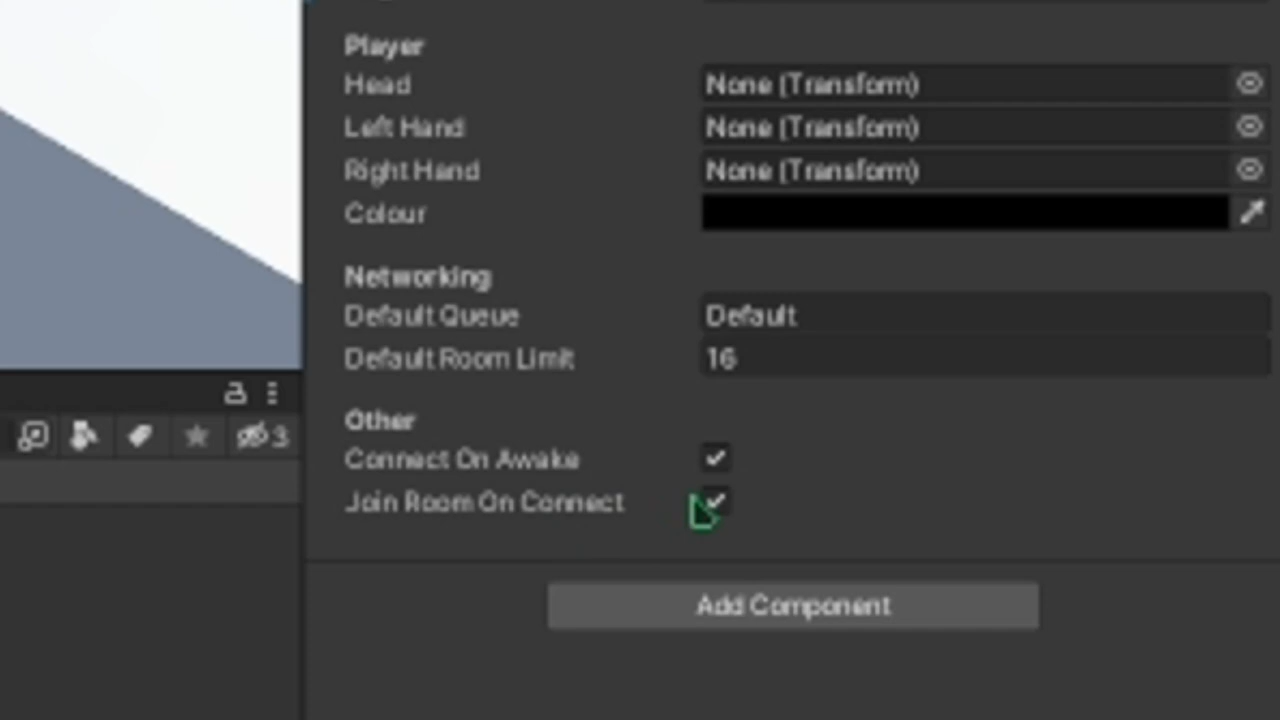 Player
Head None (Transform)
Left Hand None (Transform)
Right Hand None (Transform)
Colour
Networking
Default Queue Default
Default Room Limit 16
Other
3
Connect On Awake
Join Room On Connect
Add Component